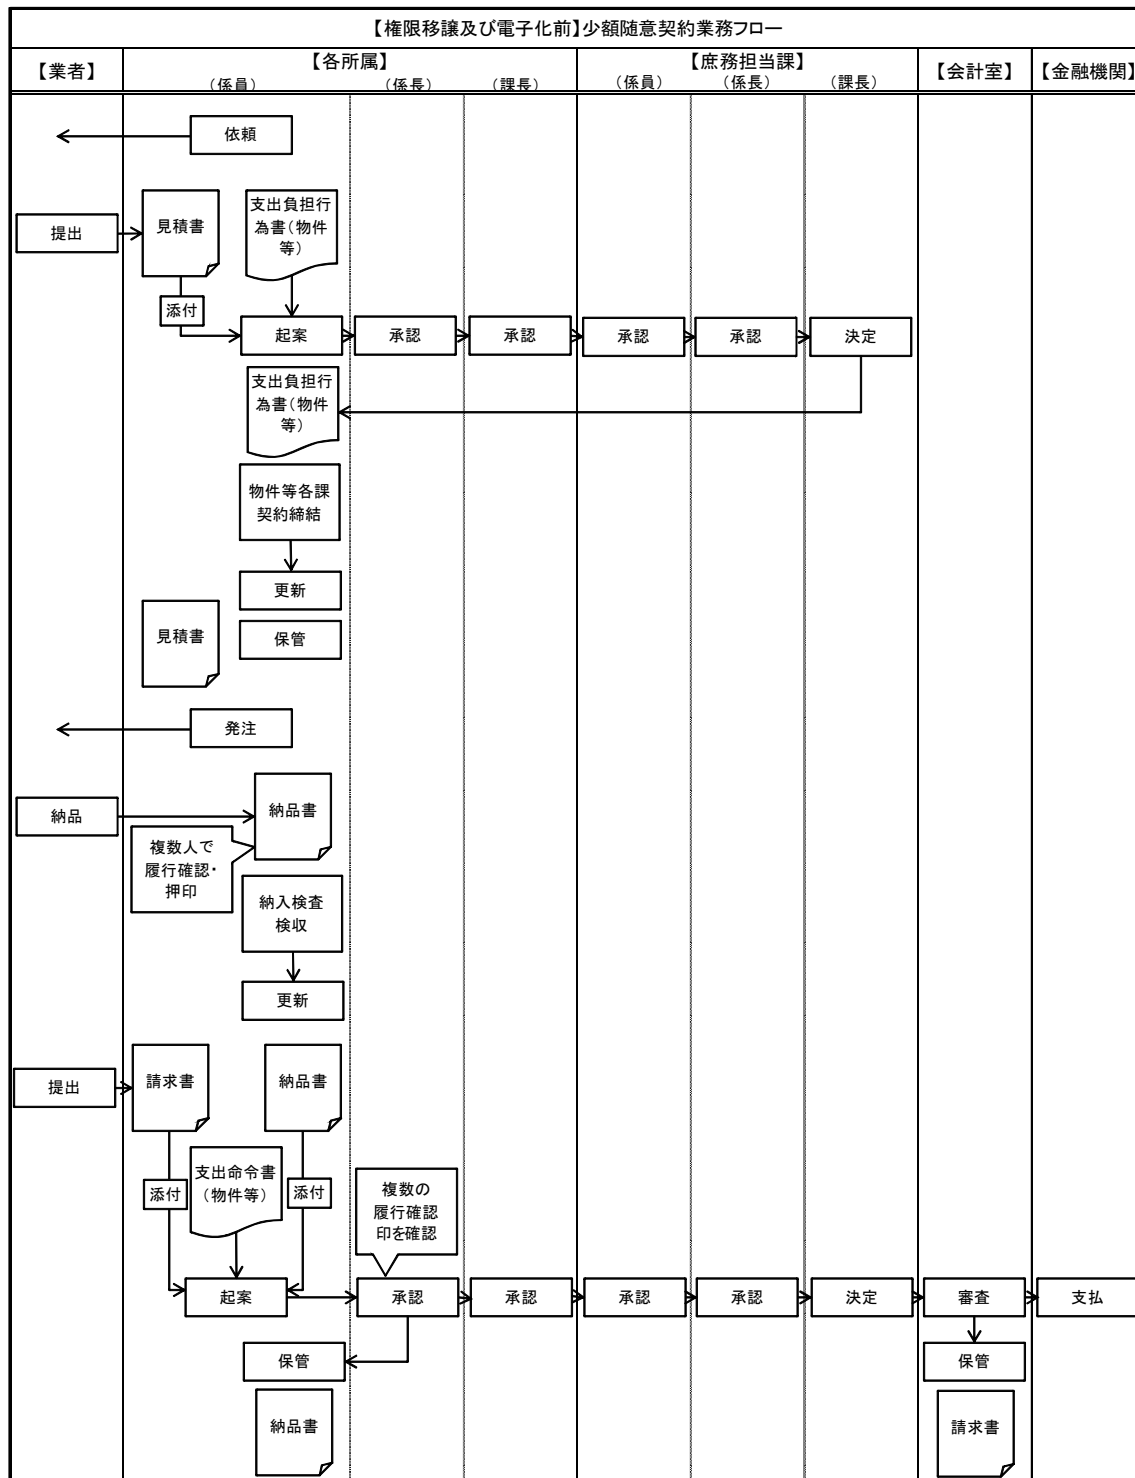 【権限移譲及び電子化前】少額随意契約業務フロー
【業者】
【各所属】
【庶務担当課】
【会計室】
【金融機関】
（係員）
（係長）
（課長）
（係員）
（係長）
（課長）
依頼
提出
見積書
支出負担行
為書（物件
等）
添付
起案
承認
承認
承認
承認
決定
支出負担行
為書（物件
等）
物件等各課
契約締結
更新
見積書
保管
発注
納品
納品書
複数人で
履行確認・
押印
納入検査
検収
更新
提出
請求書
納品書
添付
支出命令書
（物件等）
添付
複数の
履行確認
印を確認
起案
承認
承認
承認
承認
決定
審査
支払
保管
保管
納品書
請求書